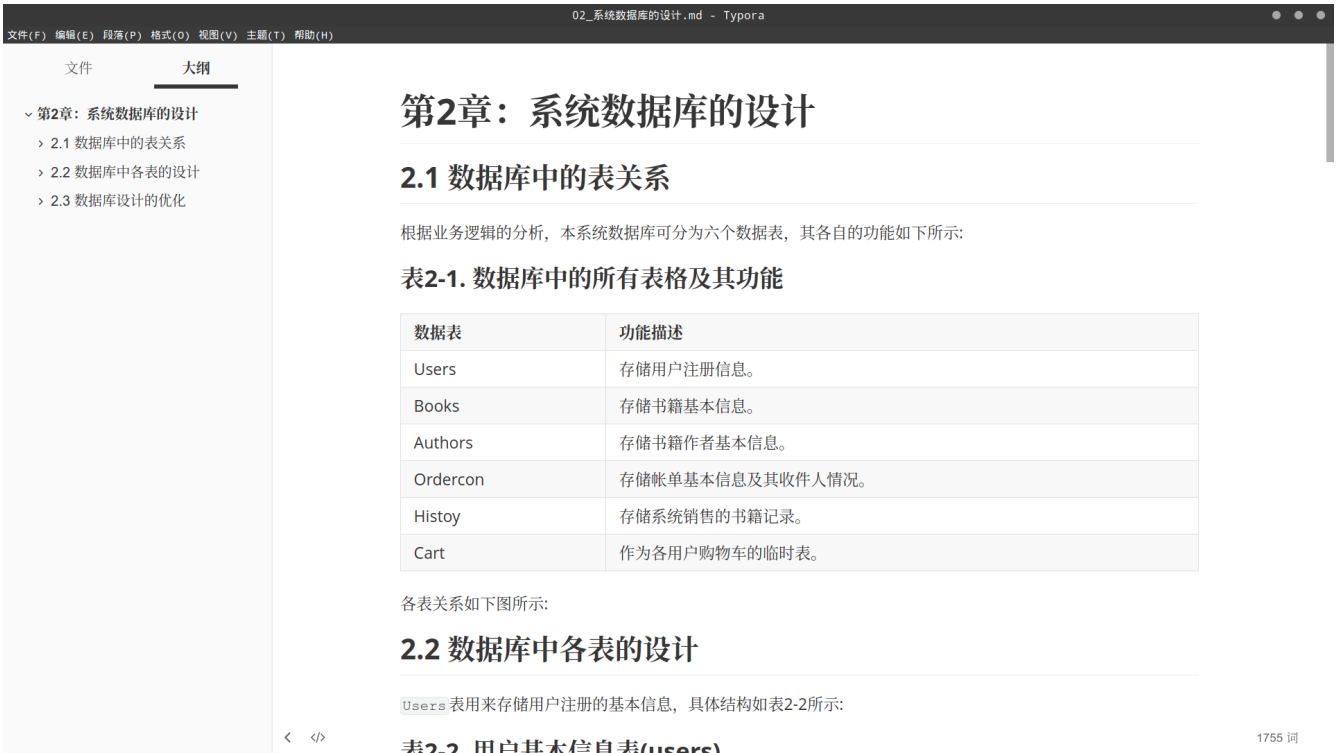 02_系统数据库的设计.md - Typora
文件(F) 编辑(E) 段落(P) 格式(O) 视图(V) 主题(T) 帮助(H)
文件 大纲
第2章：系统数据库的设计
2.1 数据库中的表关系
2.2 数据库中各表的设计
2.3 数据库设计的优化
第2章：系统数据库的设计
2.1 数据库中的表关系
根据业务逻辑的分析，本系统数据库可分为六个数据表，其各自的功能如下所示:
表2-1. 数据库中的所有表格及其功能
数据表 功能描述
Users 存储用户注册信息。
Books 存储书籍基本信息。
Authors 存储书籍作者基本信息。
Ordercon 存储帐单基本信息及其收件人情况。
Histoy 存储系统销售的书籍记录。
Cart 作为各用户购物车的临时表。
各表关系如下图所示:
2.2 数据库中各表的设计
Users表用来存储用户注册的基本信息，具体结构如表2-2所示:
表2-2. 用户基本信息表(users)
</> 1755 词